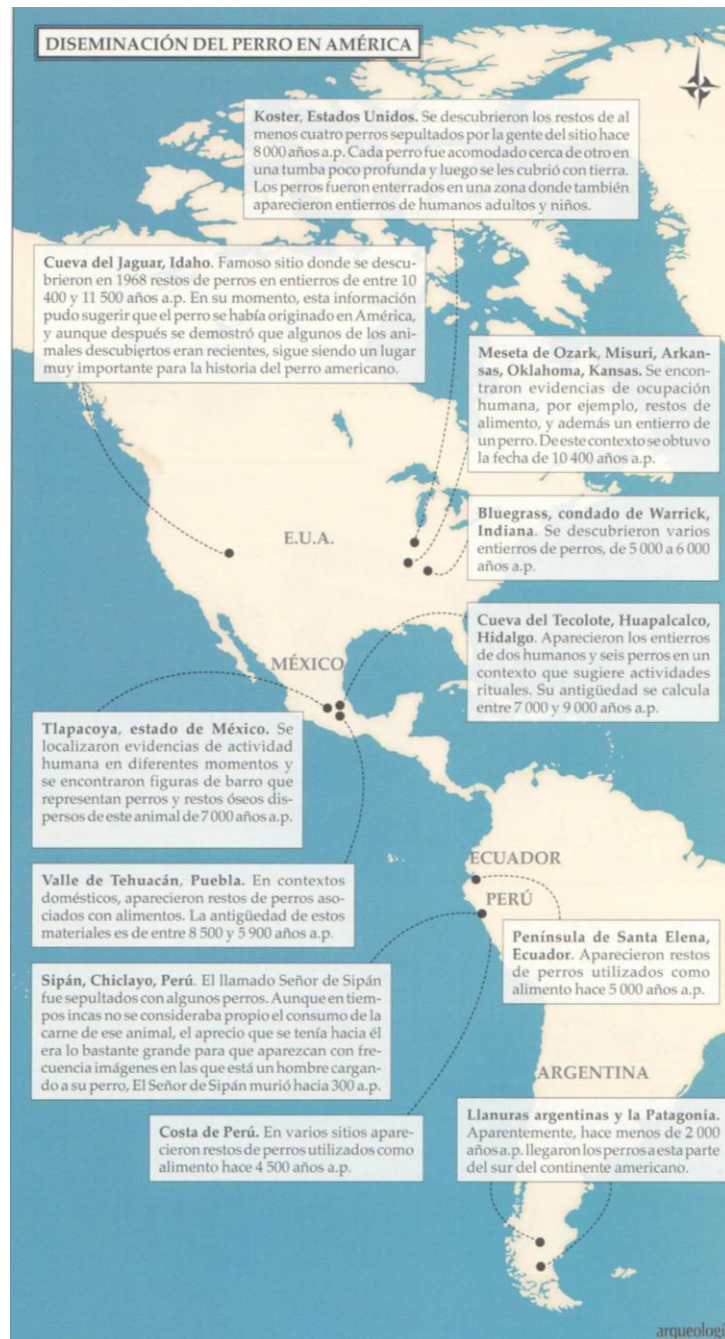 DISEMINACIÓN DEL PERRO EN AMÉRICA
N
Koster, Estados Unidos. Se descubrieron los restos de al
menos cuatro perros sepultados por la gente del sitio hace
8 000 años a.p. Cada perro fue acomodado cerca de otro en
una tumba poco profunda y luego se les cubrió con tierra.
Los perros fueron enterrados en una zona donde también
aparecieron entierros de humanos adultos y niños.
Cueva del Jaguar, Idaho. Famoso sitio donde se descu-
brieron en 1968 restos de perros en entierros de entre 10
400 y 11 500 años a.p. En su momento, esta información
pudo sugerir que el perro se había originado en América,
y aunque después se demostró que algunos de los ani-
males descubiertos eran recientes, sigue siendo un lugar
muy importante para la historia del perro americano.
Meseta de Ozark, Misuri, Arkan-
sas, Oklahoma, Kansas. Se encon-
traron evidencias de ocupación
humana, por ejemplo, restos de
alimento, y además un entierro de
un perro. De este contexto se obtuvo
la fecha de 10 400 años a.p.
Bluegrass, condado de Warrick,
Indiana. Se descubrieron varios
entierros de perros, de 5 000 a 6 000
años a.p.
E.U.A.
Cueva del Tecolote, Huapalcalco,
Hidalgo. Aparecieron los entierros
de dos humanos y seis perros en un
contexto que sugiere actividades
rituales. Su antigüedad se calcula
entre 7 000 y 9 000 años a.p.
MÉXICO
Tlapacoya, estado de México. Se
localizaron evidencias de actividad
humana en diferentes momentos y
se encontraron figuras de barro que
representan perros y restos óseos dis-
persos de este animal de 7 000 años a.p.
Valle de Tehuacán, Puebla. En contextos
domésticos, aparecieron restos de perros aso-
ciados con alimentos. La antigüedad de estos
materiales es de entre 8 500 y 5 900 años a.p.
ECUADOR
PERÚ
Península de Santa Elena,
Ecuador. Aparecieron restos
de perros utilizados como
alimento hace 5 000 años a.p.
Sipán, Chiclayo, Perú. El llamado Señor de Sipán
fue sepultados con algunos perros. Aunque en tiem-
pos incas no se consideraba propio el consumo de la
carne de ese animal, el aprecio que se tenía hacia él
era lo bastante grande para que aparezcan con fre-
cuencia imágenes en las que está un hombre cargan-
do a su perro, El Señor de Sipán murió hacia 300 a.p.
ARGENTINA
Costa de Perú. En varios sitios apare-
cieron restos de perros utilizados como
alimento hace 4 500 años a.p.
Llanuras argentinas y la Patagonia.
Aparentemente, hace menos de 2 000
años a.p. llegaron los perros a esta parte
del sur del continente americano.
arqueologí